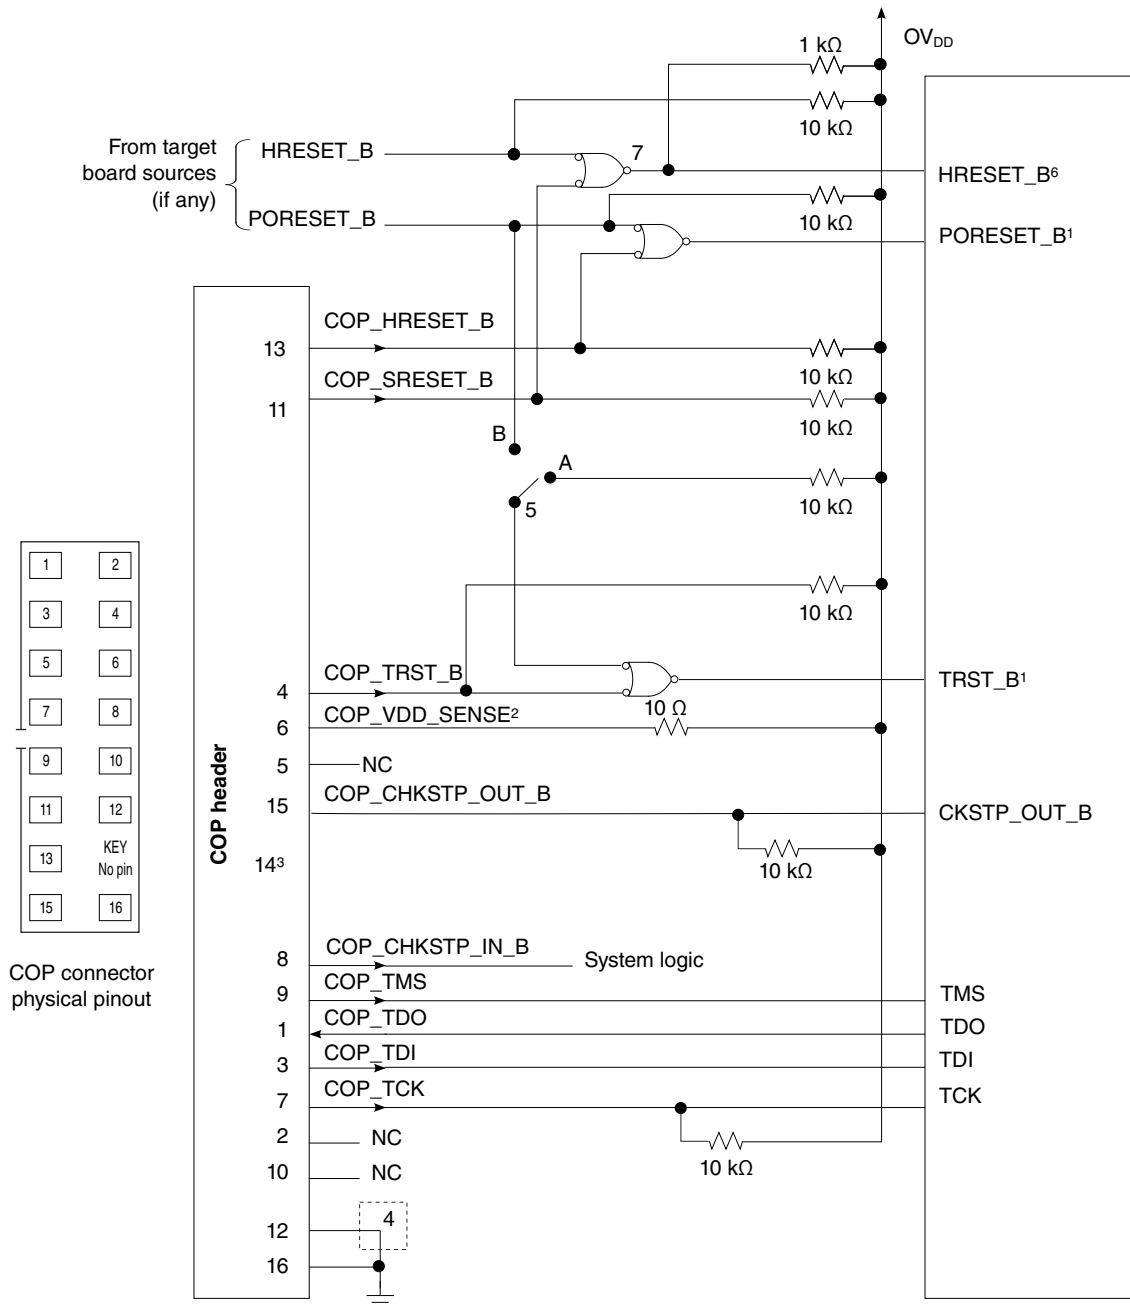 OVDD
1 kΩ
10 kΩ
From target
board sources
(if any)
HRESET_B
7
HRESET_B6
PORESET_B
10 kΩ
PORESET_B1
COP_HRESET_B
13
10 kΩ
COP_SRESET_B
11
10 kΩ
B
A
5
10 kΩ
10 kΩ
COP_TRST_B
4
TRST_B1
10 Ω
COP_VDD_SENSE2
6
5
NC
COP_CHKSTP_OUT_B
15
CKSTP_OUT_B
10 kΩ
143
COP header
COP_CHKSTP_IN_B
8
System logic
COP_TMS
9
TMS
COP_TDO
1
TDO
COP_TDI
3
TDI
COP_TCK
7
TCK
10 kΩ
2
NC
10
NC
12
4
16
1 2
3 4
5 6
7 8
9 10
11 12
13 KEY
No pin
15 16
COP connector
physical pinout